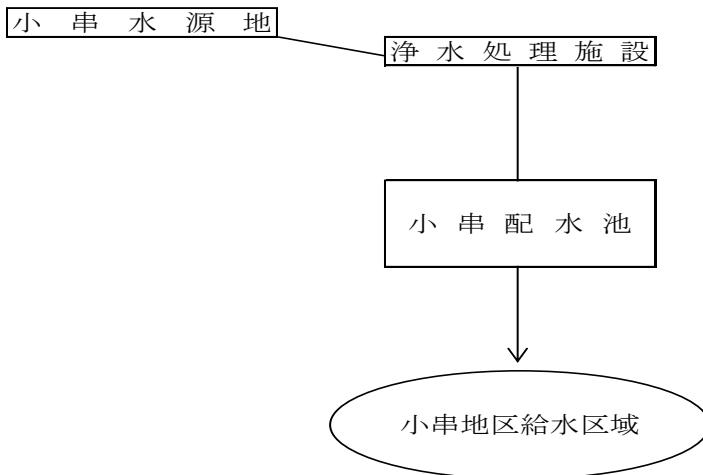 小串水源地
浄水処理施設
小串配水池
小串地区給水区域